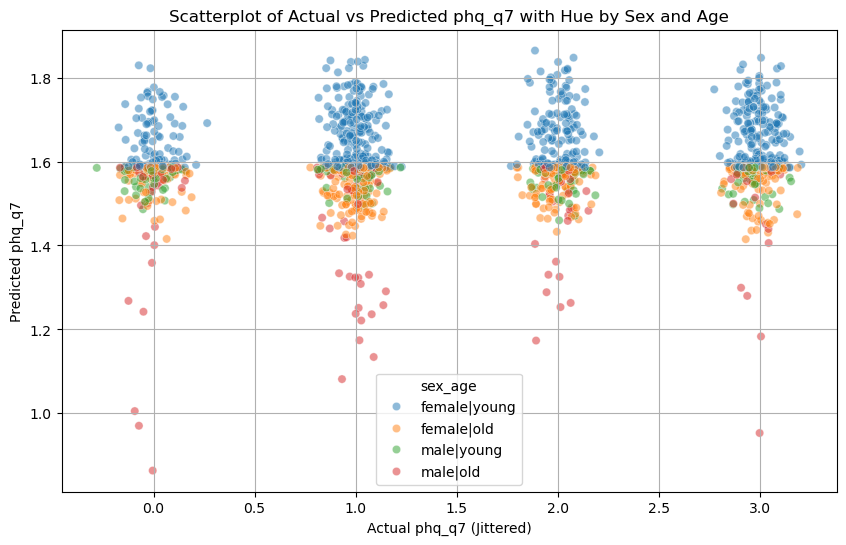 Scatterplot of Actual vs Predicted phq_q7 with Hue by Sex and Age
Predicted phq_q7
1.8
1.6
1.4
1.2
1.0
sex_age
female|young
female|old
male|young
male|old
0.0
0.5
1.0
1.5
2.0
2.5
3.0
Actual phq_q7 (Jittered)